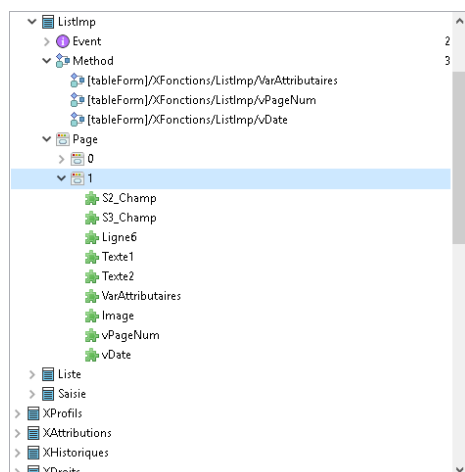 ListImp
Event 2
Method 3
[tableForm]/XFonctions/ListImp/VarAttributaires
[tableForm]/XFonctions/ListImp/vPageNum
[tableForm]/XFonctions/ListImp/vDate
Page
0
1
S2_Champ
S3_Champ
Ligne6
Texte1
Texte2
VarAttributaires
Image
vPageNum
vDate
Liste
Saisie
XProfils
XAttributions
XHistoriques
XDroits